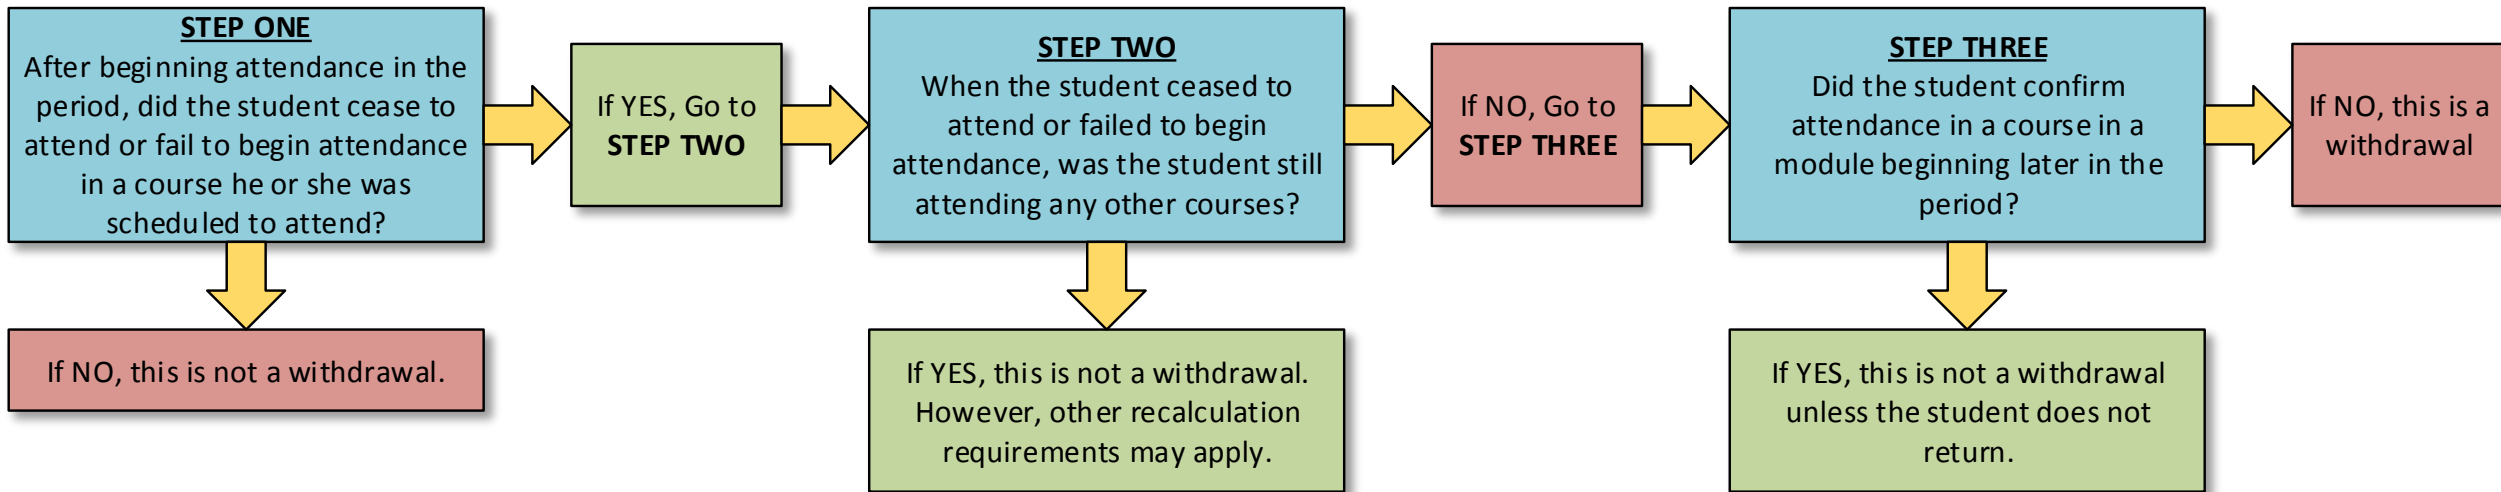 STEP ONE
After beginning attendance in the
period, did the student cease to
attend or fail to begin attendance
in a course he or she was
scheduled to attend?
If NO, this is not a withdrawal.
If YES, Go to
STEP TWO
STEP TWO
When the student ceased to
attend or failed to begin
attendance, was the student still
attending any other courses?
If YES, this is not a withdrawal.
However, other recalculation
requirements may apply.
If NO, Go to
STEP THREE
STEP THREE
Did the student confirm
attendance in a course in a
module beginning later in the
period?
If YES, this is not a withdrawal
unless the student does not
return.
If NO, this is a
withdrawal